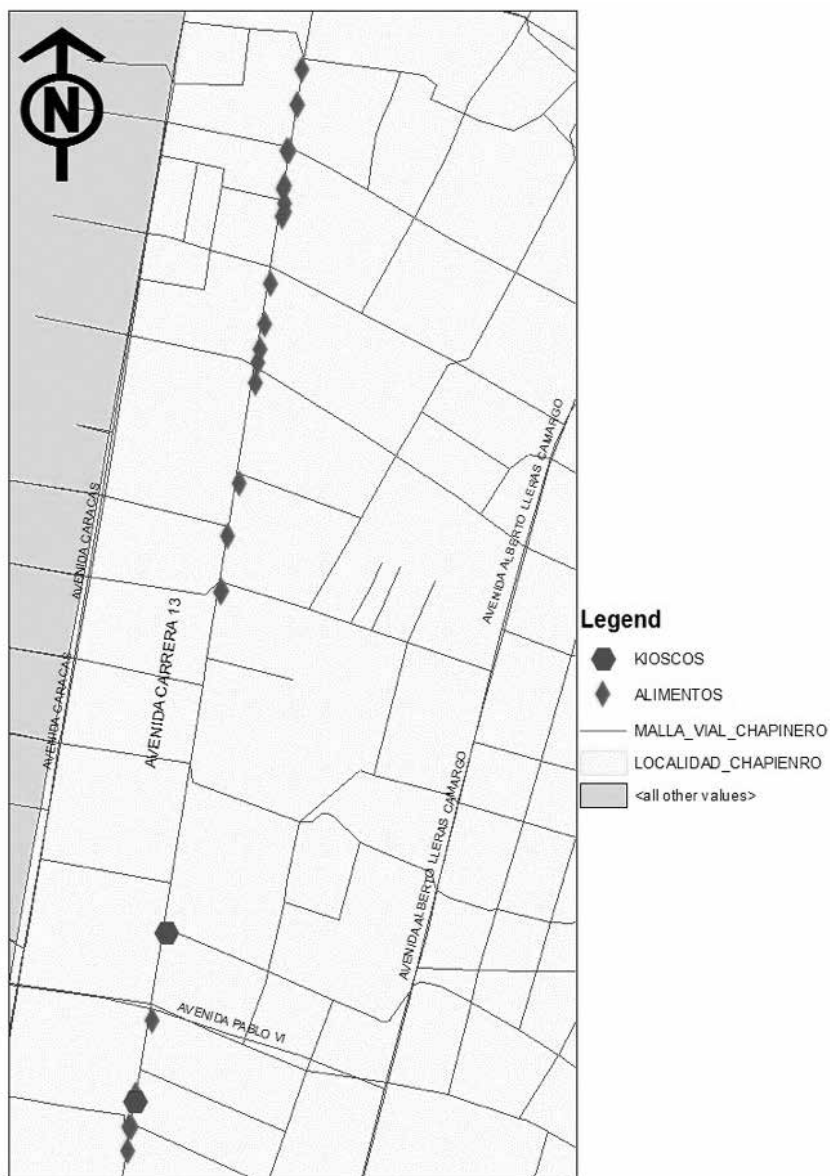 N
AVENIDA CARACAS
AVENIDA CARACAS
AVENIDA CARRERA 13
AVENIDA ALBERTO LLERAS CAMARGO
AVENIDA ALBERTO LLERAS CAMARGO
AVENIDA PABLO VI
Legend
KIOSCOS
ALIMENTOS
MALLA_VIAL_CHAPINERO
LOCALIDAD_CHAPIENRO
<all other values>